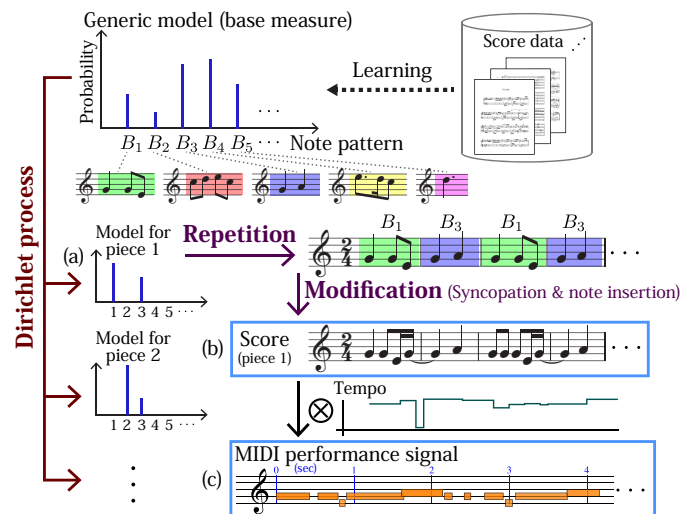 Generic model (base measure)
Probability
B1 B2 B3 B4 B5 ···
Note pattern
Learning
Score data
Dirichlet process
(a)
Model for
piece 1
1 2 3 4 5 ···
Repetition
B1 B3 B1 B3
2
4
···
Modification (Syncopation & note insertion)
Model for
piece 2
1 2 3 4 5 ···
(b)
Score
(piece 1)
2
4
···
Tempo
(c)
MIDI performance signal
0 (sec) 1 2 3 4
···